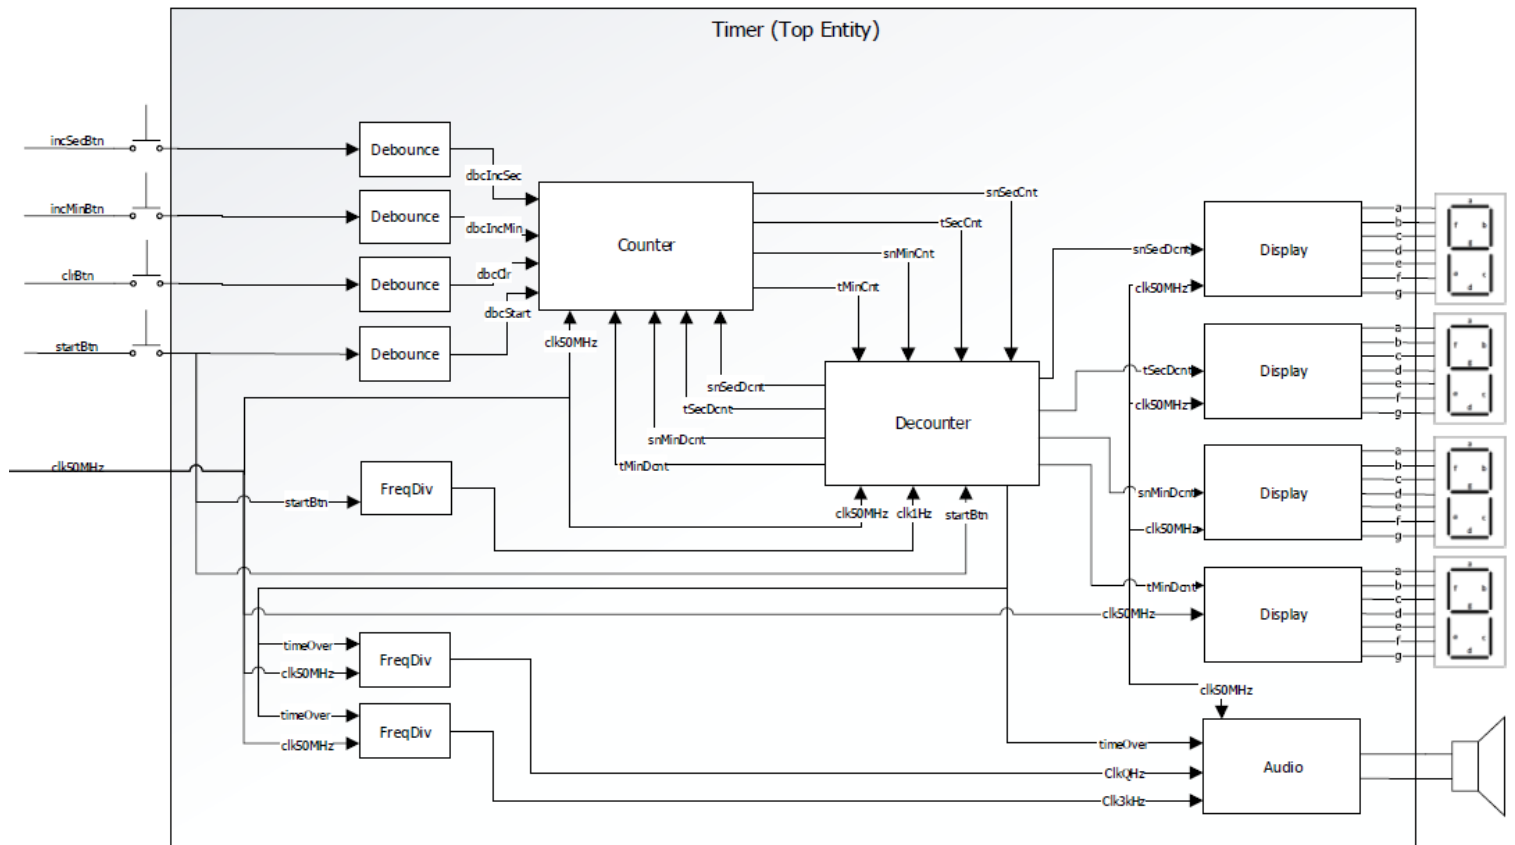 Timer (Top Entity)
incSecBtn
Debounce
dbcIncSec
incMinBtn
Debounce
dbcIncMin
clrBtn
Debounce
dbcClr
startBtn
Debounce
dbcStart
Counter
clk50MHz
snSecCnt
tSecCnt
snMinCnt
tMinCnt
snSecDcnt
tSecDcnt
snMinDcnt
tMinDcnt
Decounter
clk50MHz
clk1Hz
startBtn
clk50MHz
startBtn
FreqDiv
timeOver
clk50MHz
FreqDiv
timeOver
clk50MHz
FreqDiv
snSecDcnt
clk50MHz
Display
a
b
c
d
e
f
g
a
f
b
g
e
c
d
tSecDcnt
clk50MHz
Display
a
b
c
d
e
f
g
a
f
b
g
e
c
d
snMinDcnt
clk50MHz
Display
a
b
c
d
e
f
g
a
f
b
g
e
c
d
tMinDcnt
clk50MHz
Display
a
b
c
d
e
f
g
a
f
b
g
e
c
d
clk50MHz
timeOver
ClkQHz
Clk3kHz
Audio